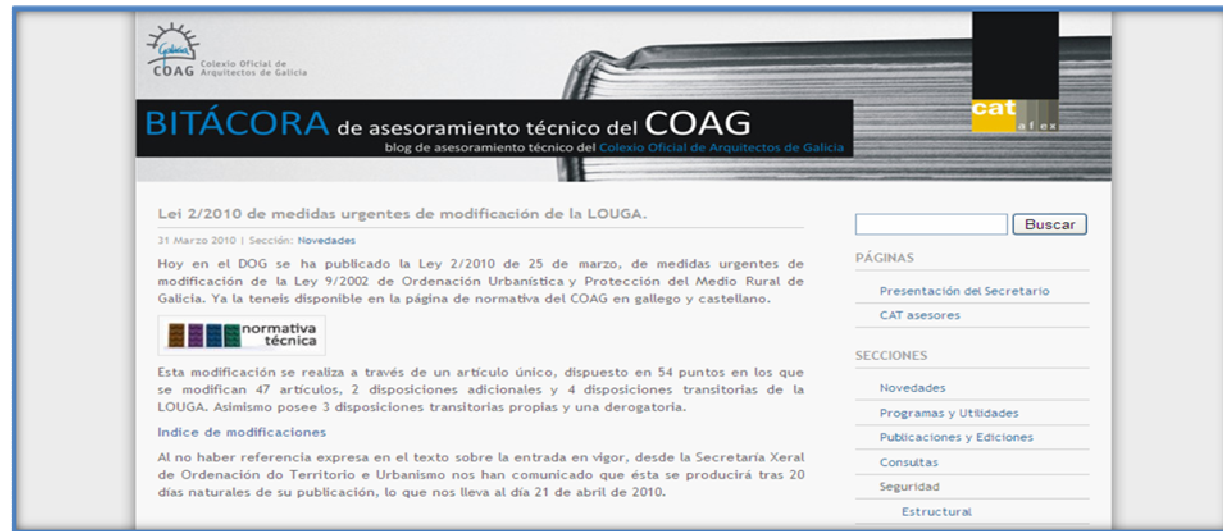 Galicia
COAG
Colexio Oficial de
Arquitectos de Galicia
BITÁCORA de asesoramiento técnico del COAG
blog de asesoramiento técnico del Colexio Oficial de Arquitectos de Galicia
cat
afex
Lei 2/2010 de medidas urgentes de modificación de la LOUGA.
31 Marzo 2010 | Sección: Novedades
Hoy en el DOG se ha publicado la Ley 2/2010 de 25 de marzo, de medidas urgentes de
modificación de la Ley 9/2002 de Ordenación Urbanística y Protección del Medio Rural de
Galicia. Ya la teneis disponible en la página de normativa del COAG en gallego y castellano.
normativa
técnica
Esta modificación se realiza a través de un artículo único, dispuesto en 54 puntos en los que
se modifican 47 artículos, 2 disposiciones adicionales y 4 disposiciones transitorias de la
LOUGA. Asimismo posee 3 disposiciones transitorias propias y una derogatoria.
Indice de modificaciones
Al no haber referencia expresa en el texto sobre la entrada en vigor, desde la Secretaría Xeral
de Ordenación do Territorio e Urbanismo nos han comunicado que ésta se producirá tras 20
días naturales de su publicación, lo que nos lleva al día 21 de abril de 2010.
Buscar
PÁGINAS
Presentación del Secretario
CAT asesores
SECCIONES
Novedades
Programas y Utilidades
Publicaciones y Ediciones
Consultas
Seguridad
Estructural